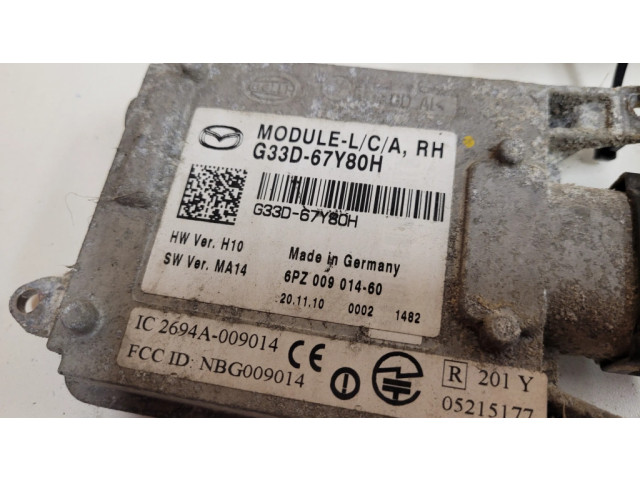 MODULE-L/C/A, RH
G33D-67Y80H
G33D-67Y80H
HW Ver. H10
SW Ver. MA14
Made in Germany
6PZ 009 014-60
20.11.10 0002 1482
IC 2694A-009014
FCC ID: NBG009014
CE
R 201 Y
05215177